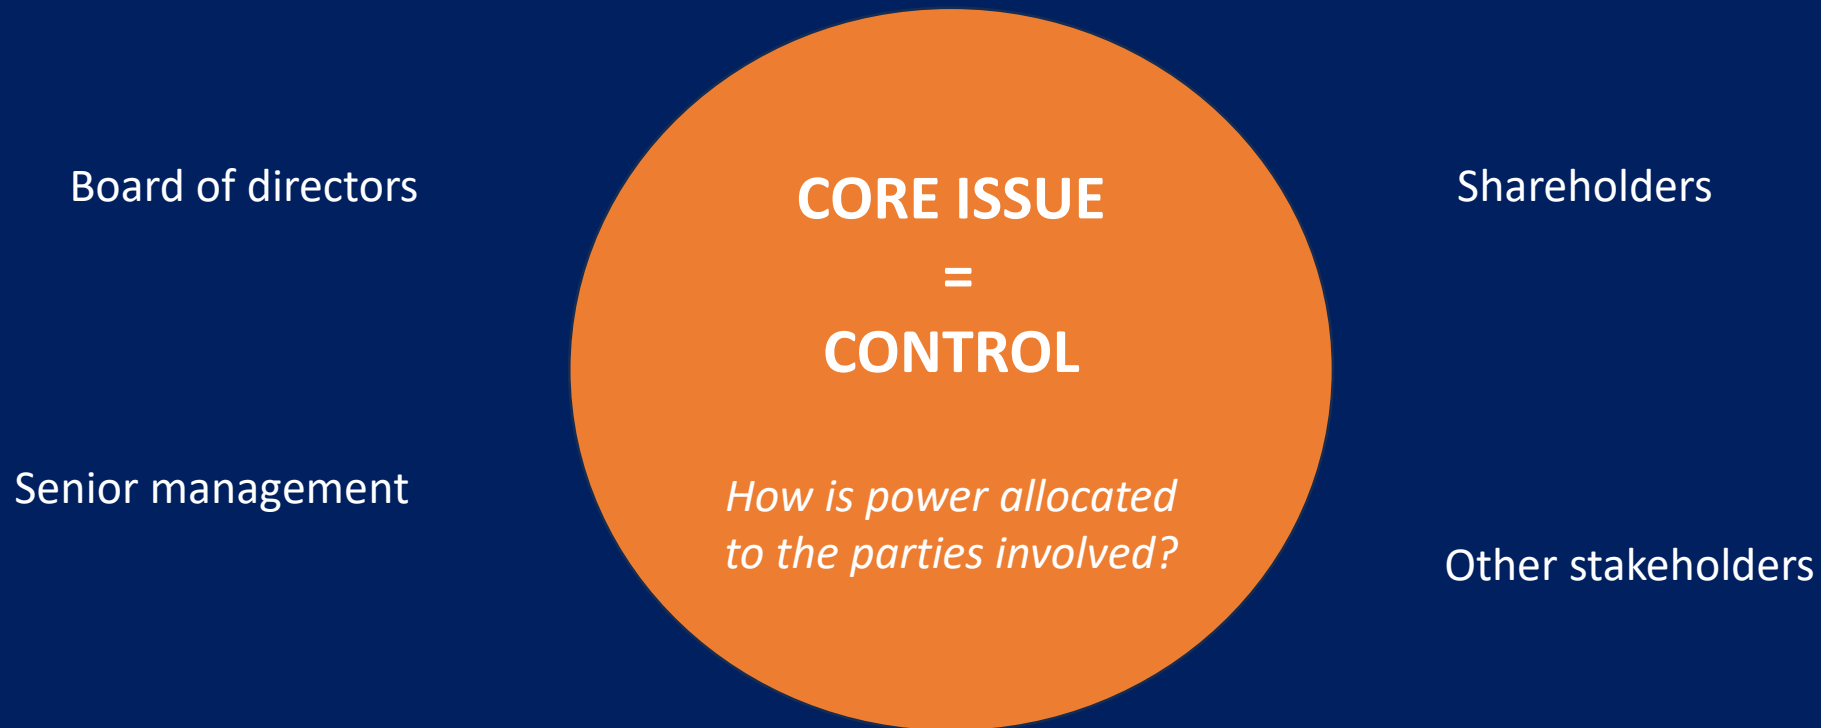 Board of directors
Senior management
CORE ISSUE
=
CONTROL
How is power allocated
to the parties involved?
Shareholders
Other stakeholders